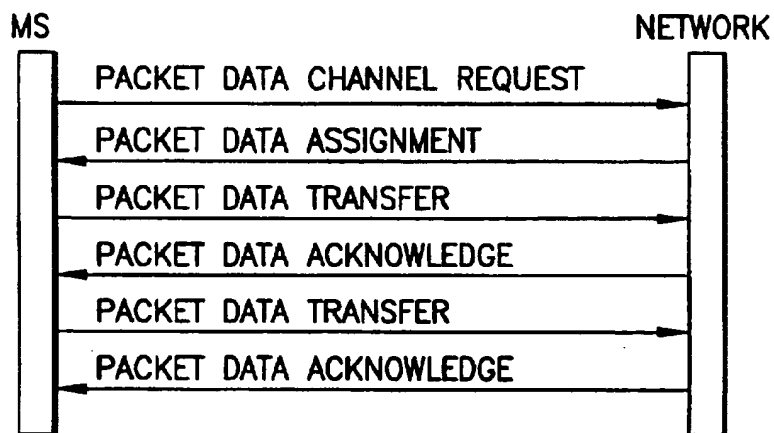 MS
NETWORK
PACKET DATA CHANNEL REQUEST
PACKET DATA ASSIGNMENT
PACKET DATA TRANSFER
PACKET DATA ACKNOWLEDGE
PACKET DATA TRANSFER
PACKET DATA ACKNOWLEDGE